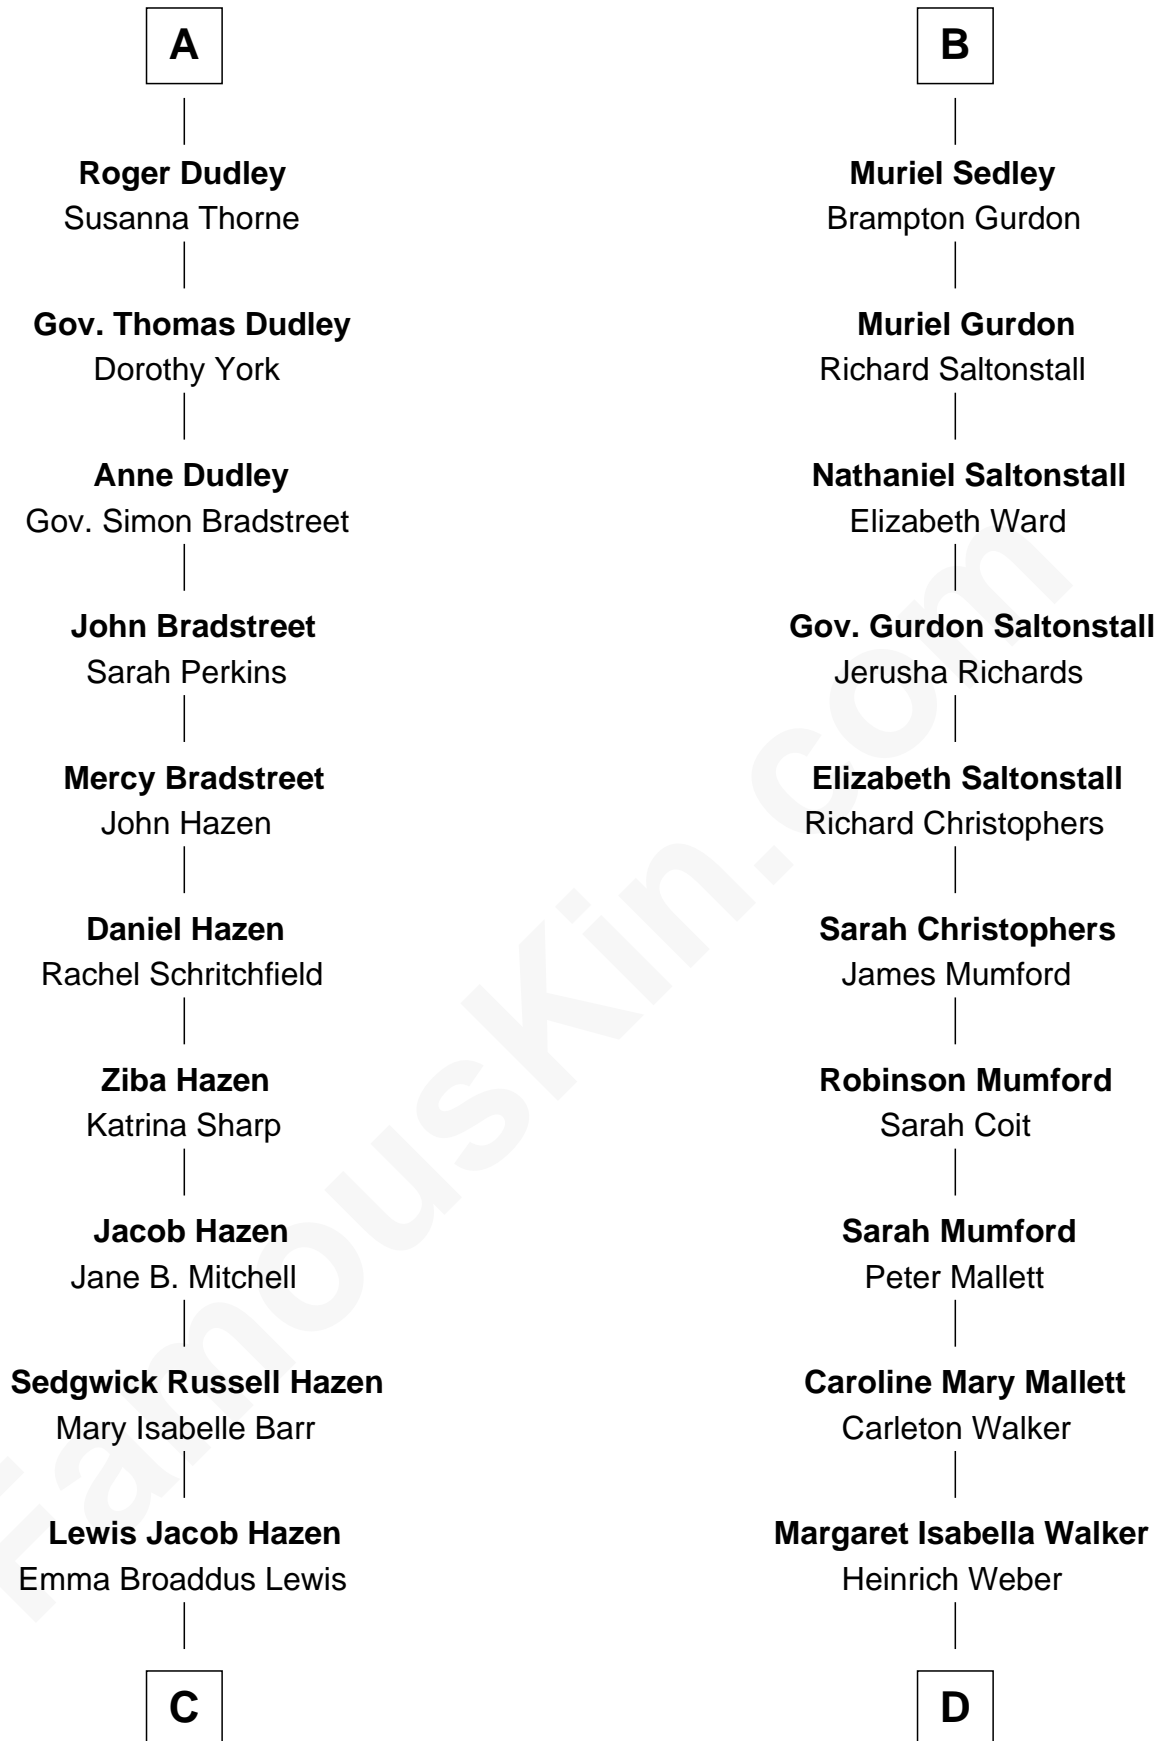 A
Roger Dudley
Susanna Thorne
Gov. Thomas Dudley
Dorothy York
Anne Dudley
Gov. Simon Bradstreet
John Bradstreet
Sarah Perkins
Mercy Bradstreet
John Hazen
Daniel Hazen
Rachel Schritchfield
Ziba Hazen
Katrina Sharp
Jacob Hazen
Jane B. Mitchell
Sedgwick Russell Hazen
Mary Isabelle Barr
Lewis Jacob Hazen
Emma Broaddus Lewis
C
B
Muriel Sedley
Brampton Gurdon
Muriel Gurdon
Richard Saltonstall
Nathaniel Saltonstall
Elizabeth Ward
Gov. Gurdon Saltonstall
Jerusha Richards
Elizabeth Saltonstall
Richard Christophers
Sarah Christophers
James Mumford
Robinson Mumford
Sarah Coit
Sarah Mumford
Peter Mallett
Caroline Mary Mallett
Carleton Walker
Margaret Isabella Walker
Heinrich Weber
D
FamousKin.com